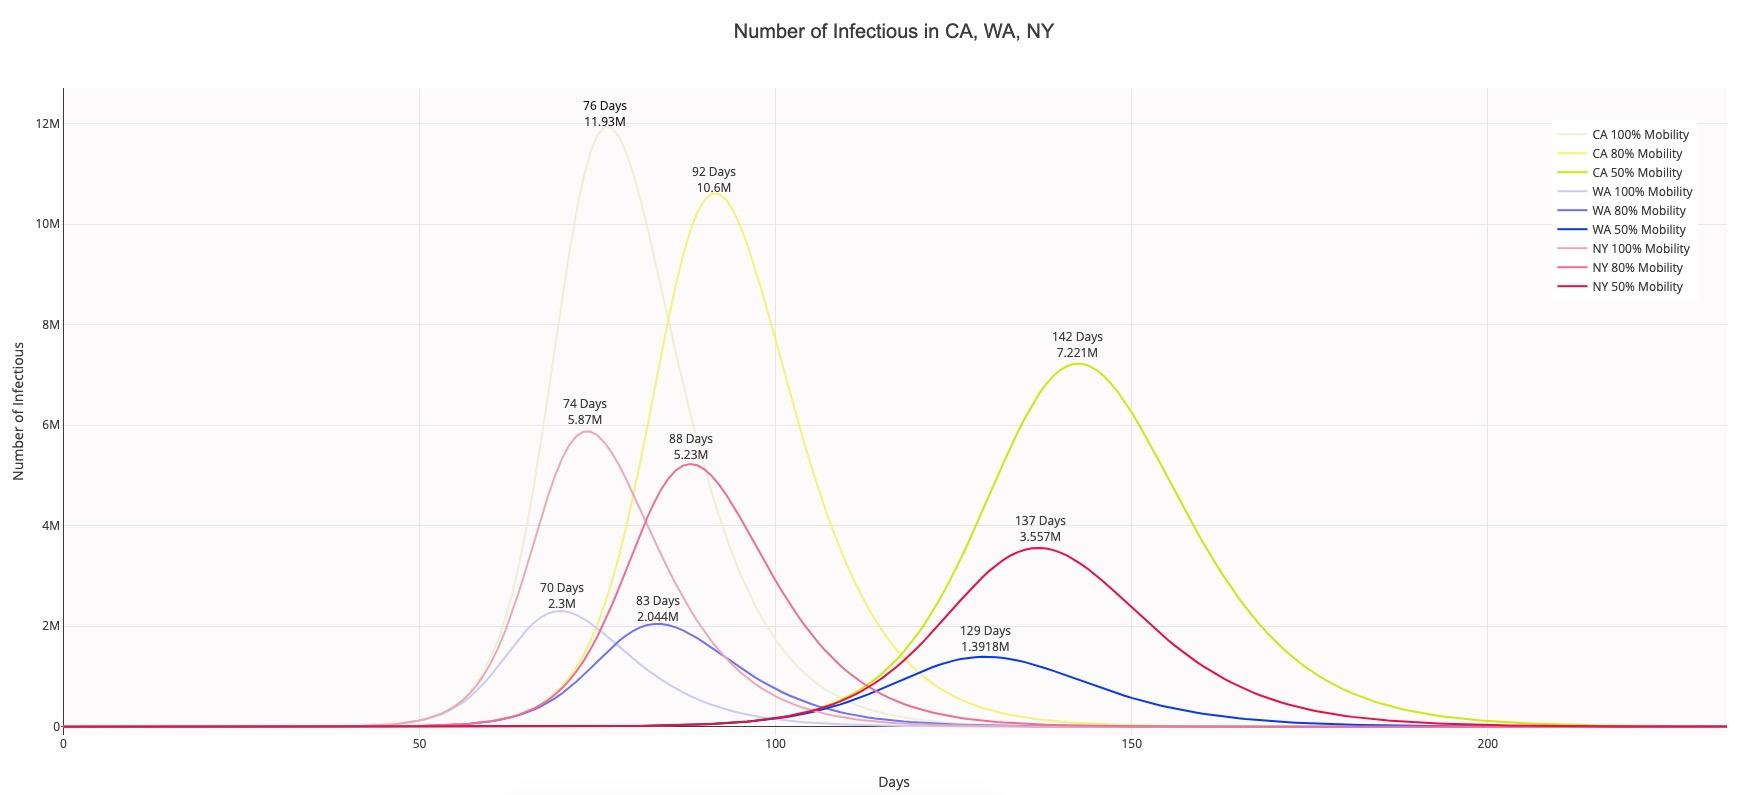 Number of Infectious in CA, WA, NY
76 Days
11.93M
92 Days
10.6M
142 Days
7.221M
74 Days
5.87M
88 Days
5.23M
137 Days
3.557M
70 Days
2.3M
83 Days
2.044M
129 Days
1.3918M
12M
10M
8M
6M
4M
2M
0
Number of Infectious
0
50
100
150
200
Days
CA 100% Mobility
CA 80% Mobility
CA 50% Mobility
WA 100% Mobility
WA 80% Mobility
WA 50% Mobility
NY 100% Mobility
NY 80% Mobility
NY 50% Mobility